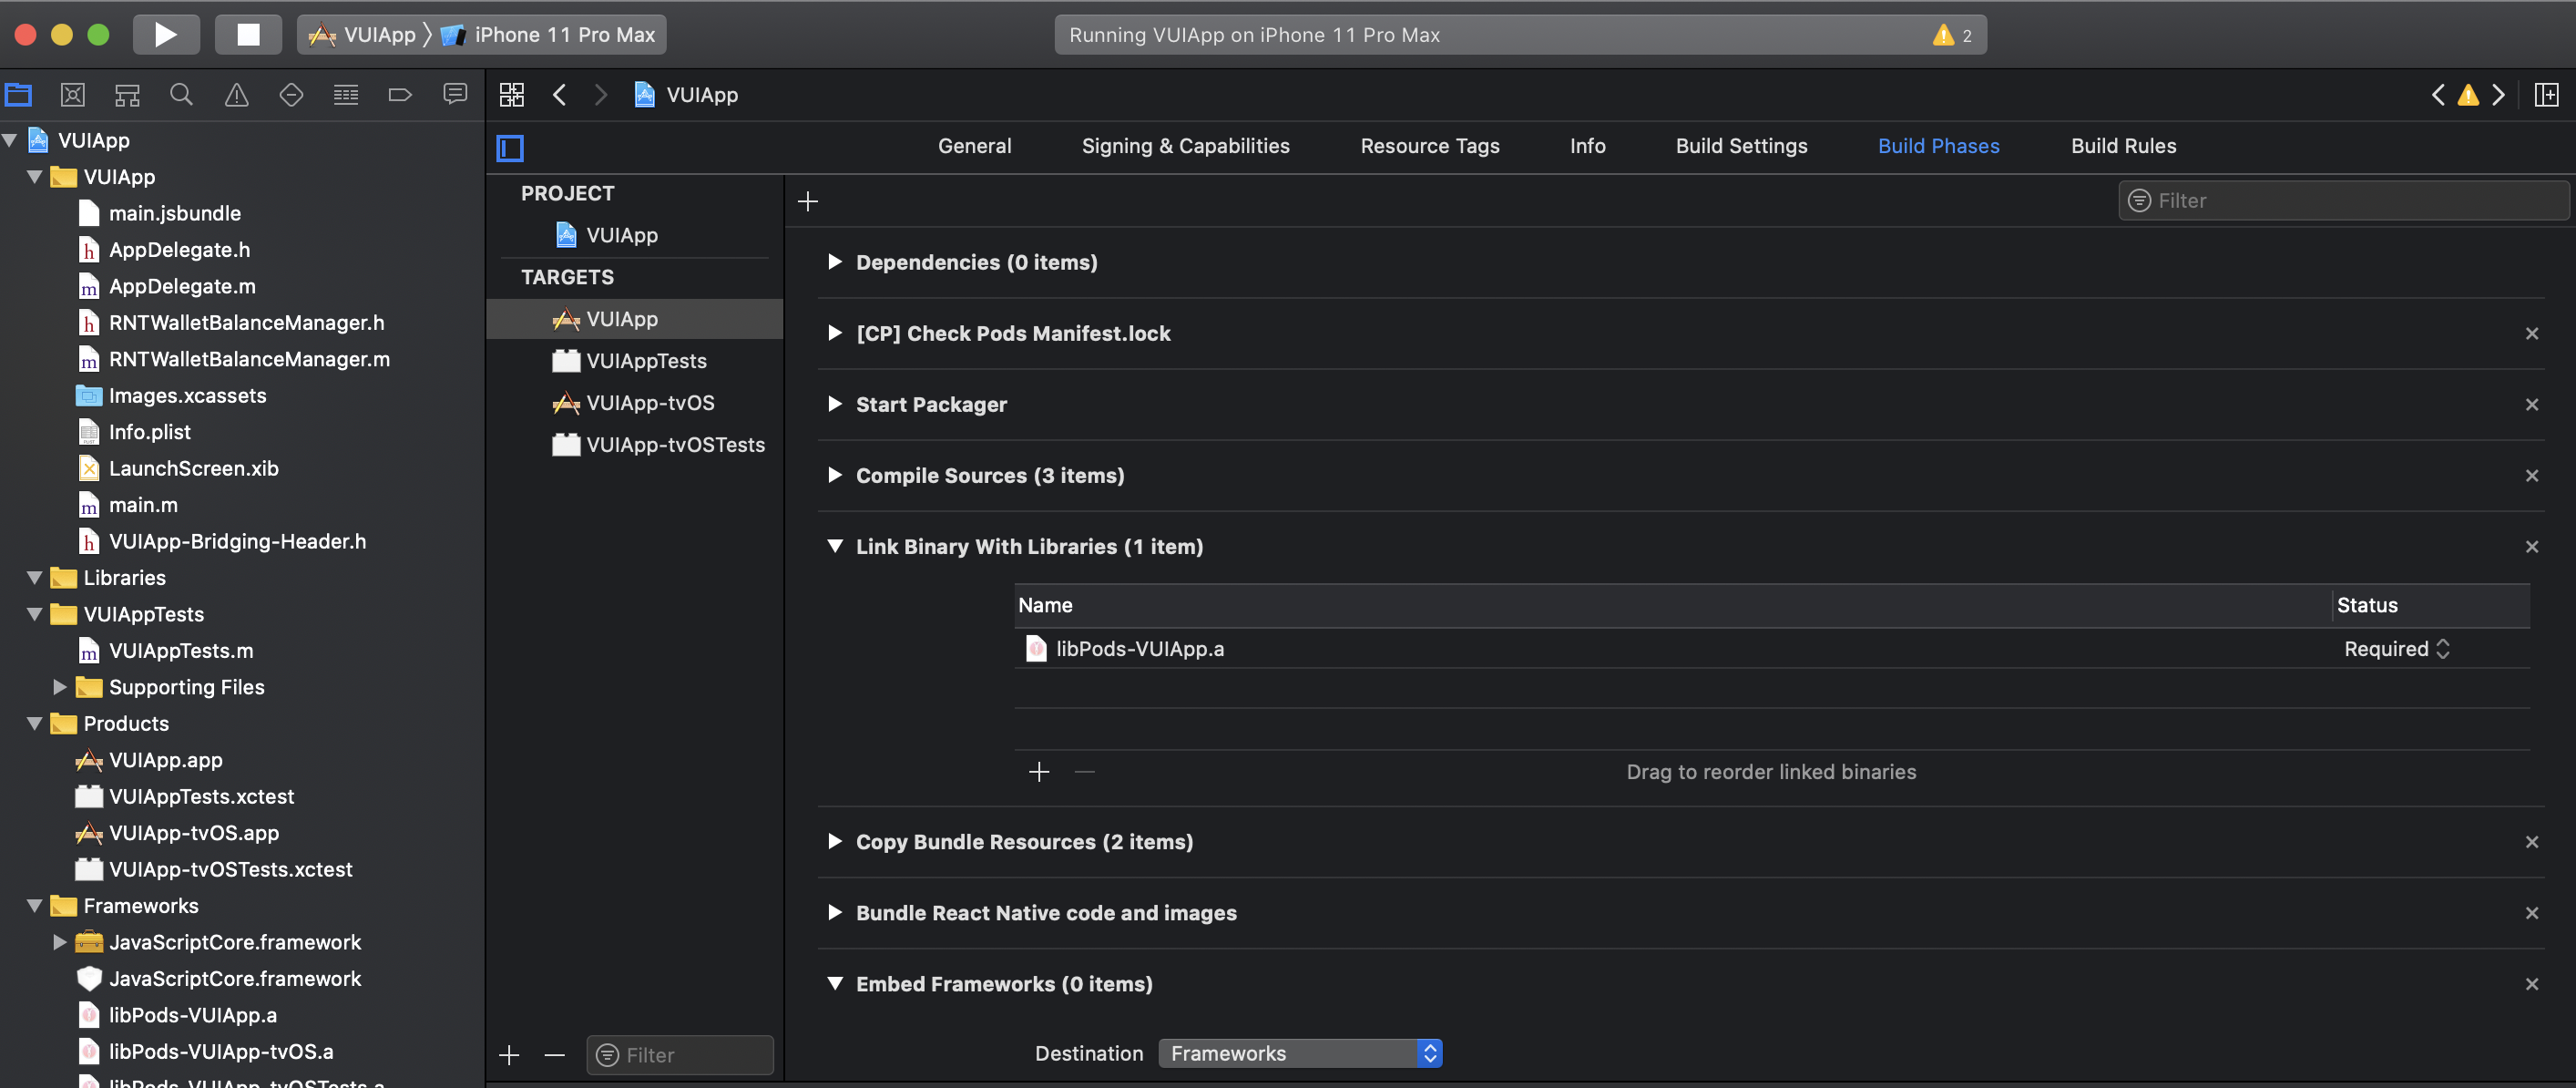 VUIApp 〉 iPhone 11 Pro Max
Running VUIApp on iPhone 11 Pro Max
2
VUIApp
VUIApp
main.jsbundle
AppDelegate.h
AppDelegate.m
RNTWalletBalanceManager.h
RNTWalletBalanceManager.m
Images.xcassets
Info.plist
LaunchScreen.xib
main.m
VUIApp-Bridging-Header.h
Libraries
VUIAppTests
VUIAppTests.m
Supporting Files
Products
VUIApp.app
VUIAppTests.xctest
VUIApp-tvOS.app
VUIApp-tvOSTests.xctest
Frameworks
JavaScriptCore.framework
JavaScriptCore.framework
libPods-VUIApp.a
libPods-VUIApp-tvOS.a
libPods-VUIApp-tvOSTests.a
VUIApp
General Signing & Capabilities Resource Tags Info Build Settings Build Phases Build Rules
PROJECT
VUIApp
TARGETS
VUIApp
VUIAppTests
VUIApp-tvOS
VUIApp-tvOSTests
Filter
Filter
Dependencies (0 items)
[CP] Check Pods Manifest.lock
Start Packager
Compile Sources (3 items)
Link Binary With Libraries (1 item)
Name Status
libPods-VUIApp.a Required
Drag to reorder linked binaries
Copy Bundle Resources (2 items)
Bundle React Native code and images
Embed Frameworks (0 items)
Destination Frameworks